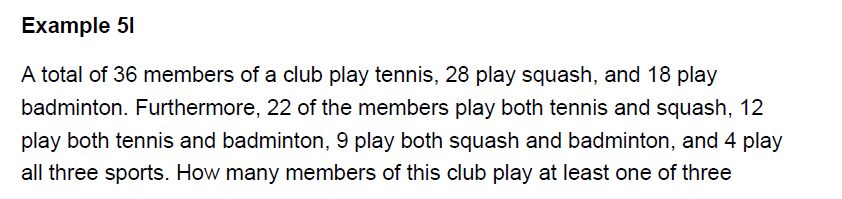 Example 5l
A total of 36 members of a club play tennis, 28 play squash, and 18 play
badminton. Furthermore, 22 of the members play both tennis and squash, 12
play both tennis and badminton, 9 play both squash and badminton, and 4 play
all three sports. How many members of this club play at least one of three